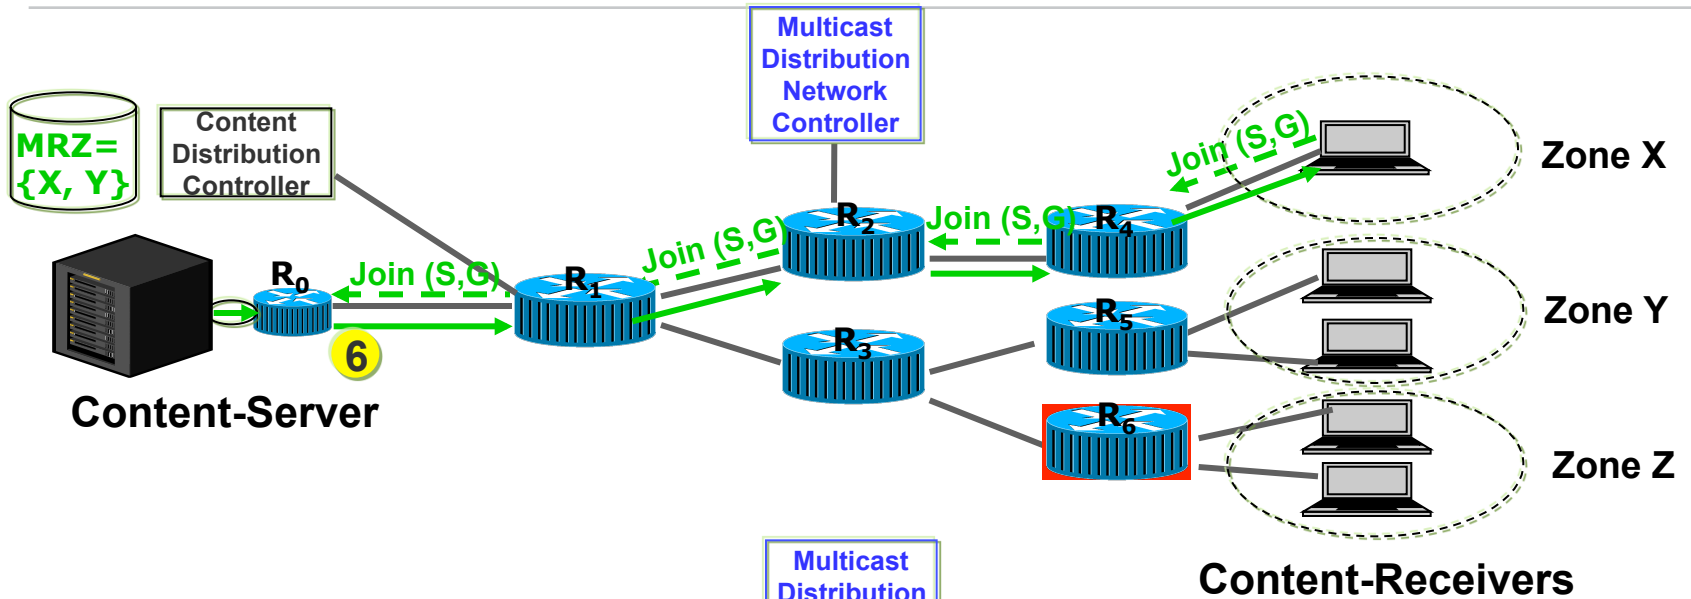 Multicast
Distribution
Network
Controller
MRZ=
{X, Y}
Content
Distribution
Controller
Join (S,G)
Zone X
R2
Join (S,G)
R4
Join (S,G)
R0
Join (S,G)
R1
R5
Zone Y
R3
6
Content-Server
R6
Zone Z
Multicast
Distribution
Content-Receivers